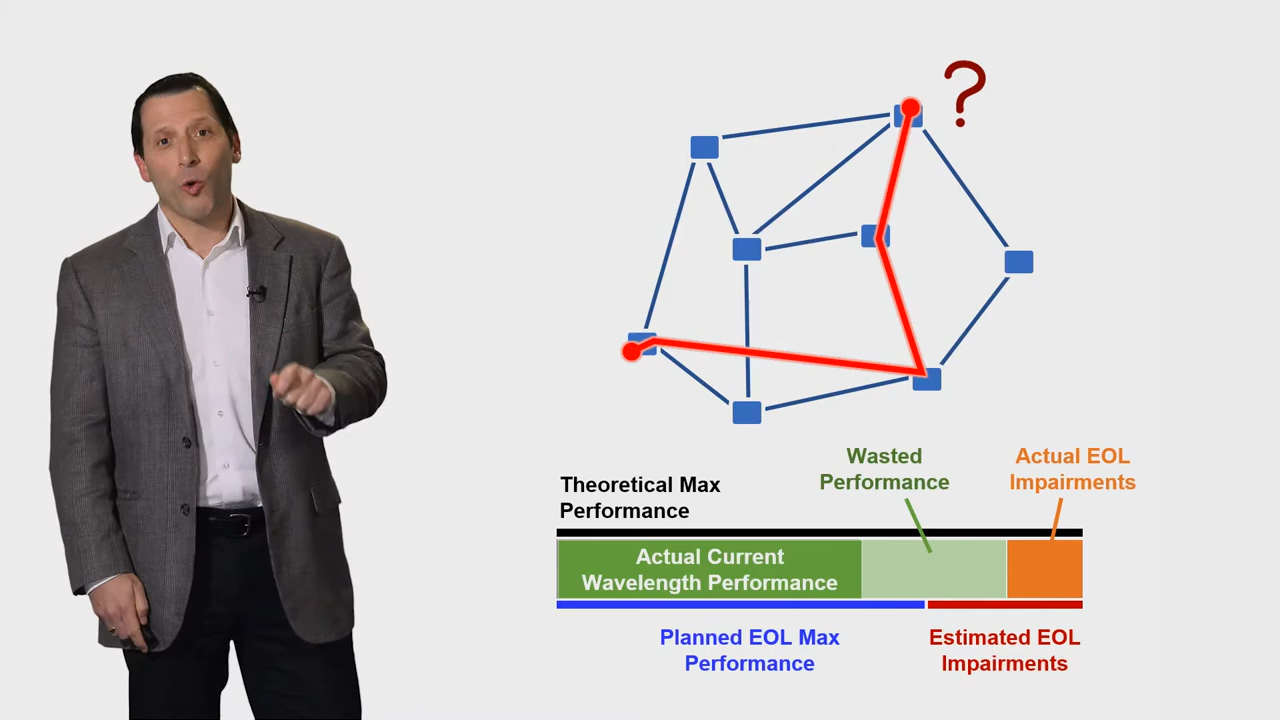 ?
Wasted
Performance
Actual EOL
Impairments
Theoretical Max
Performance
Actual Current
Wavelength Performance
Planned EOL Max
Performance
Estimated EOL
Impairments